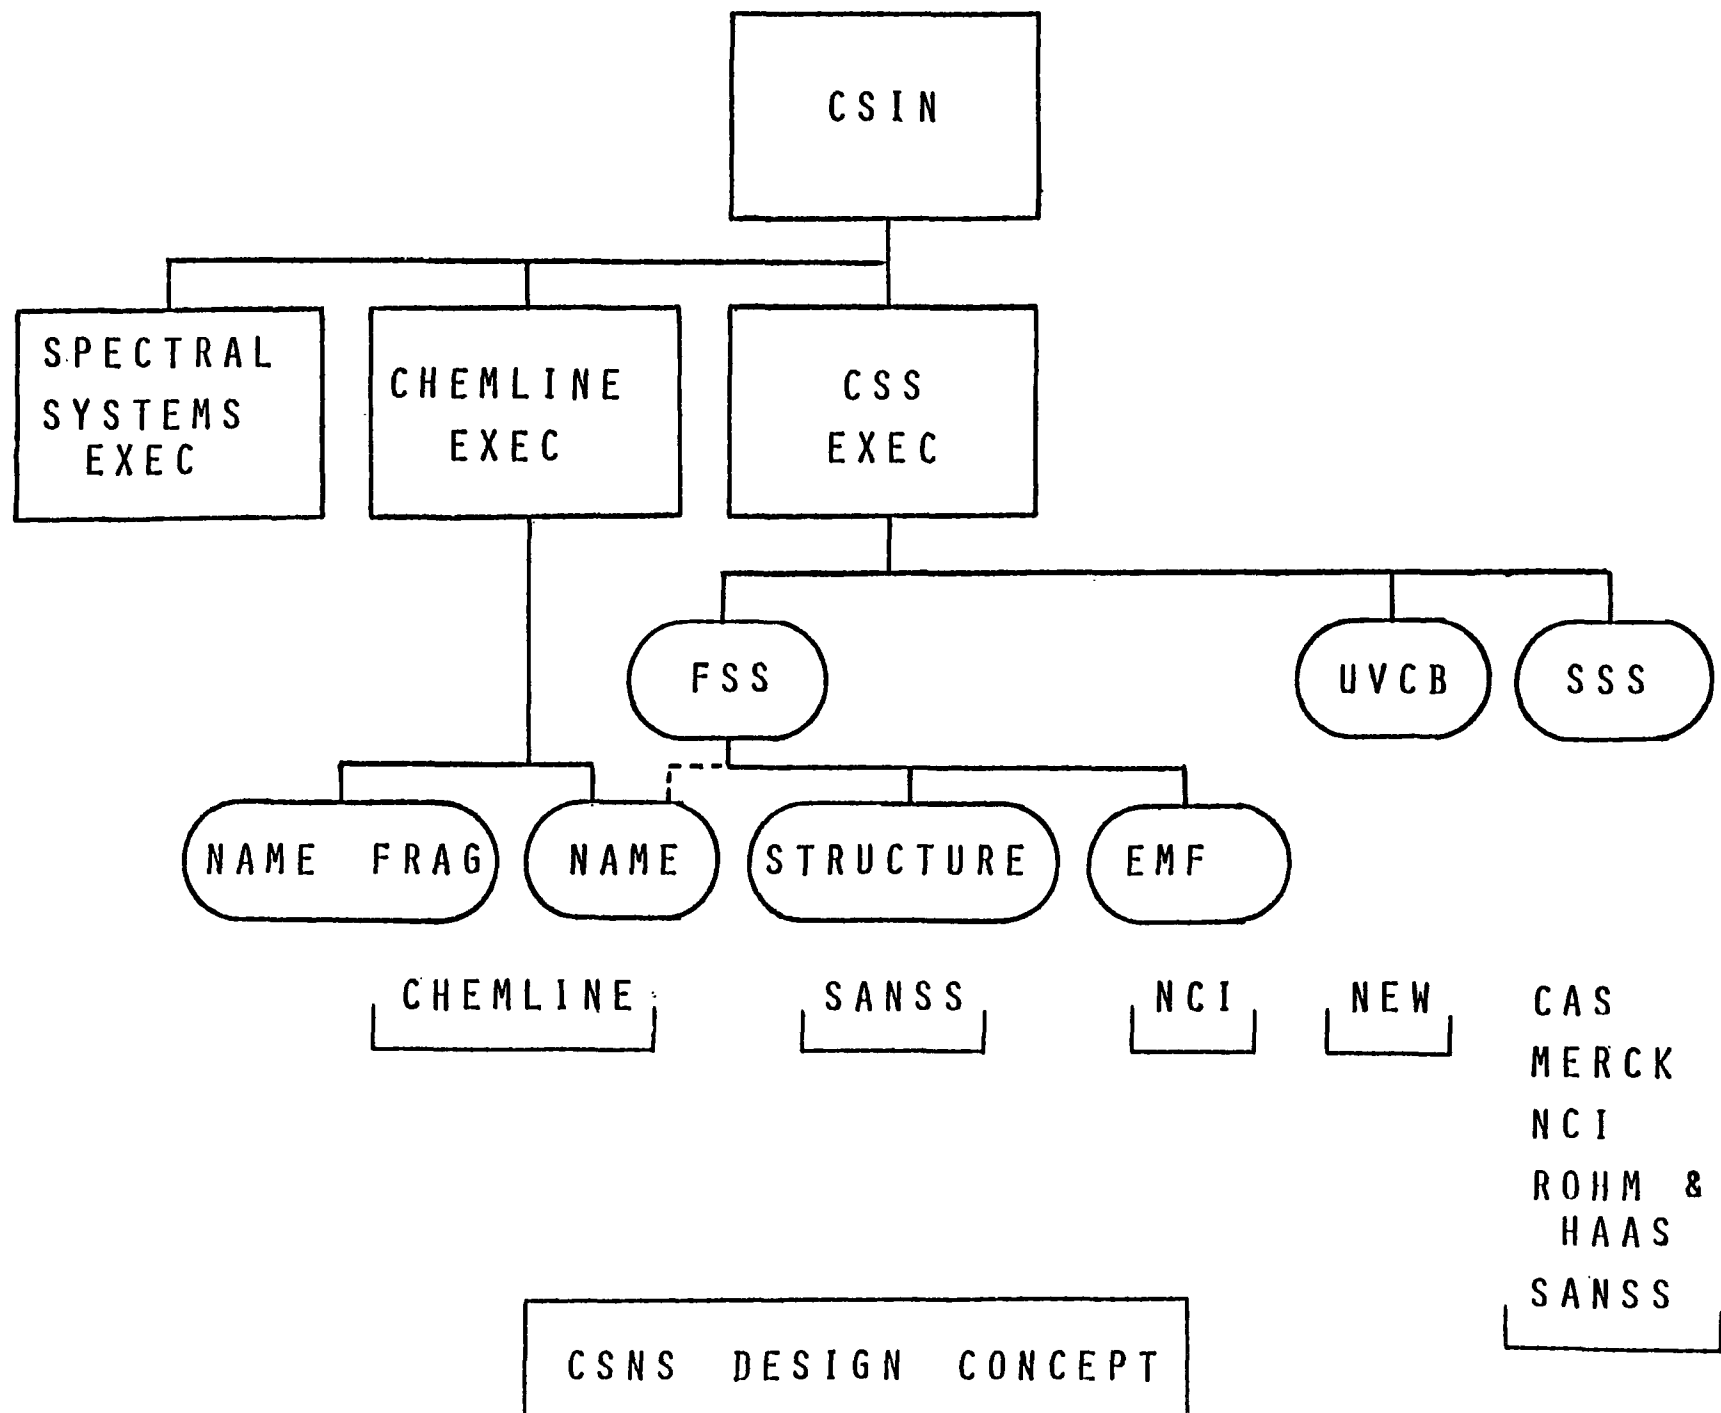 CSIN
SPECTRAL
SYSTEMS
EXEC
CHEMLINE
EXEC
CSS
EXEC
FSS
UVCB
SSS
NAME FRAG
NAME
STRUCTURE
EMF
CHEMLINE
SANSS
NCI
NEW
CAS
MERCK
NCI
ROHM &
HAAS
SANSS
CSNS DESIGN CONCEPT